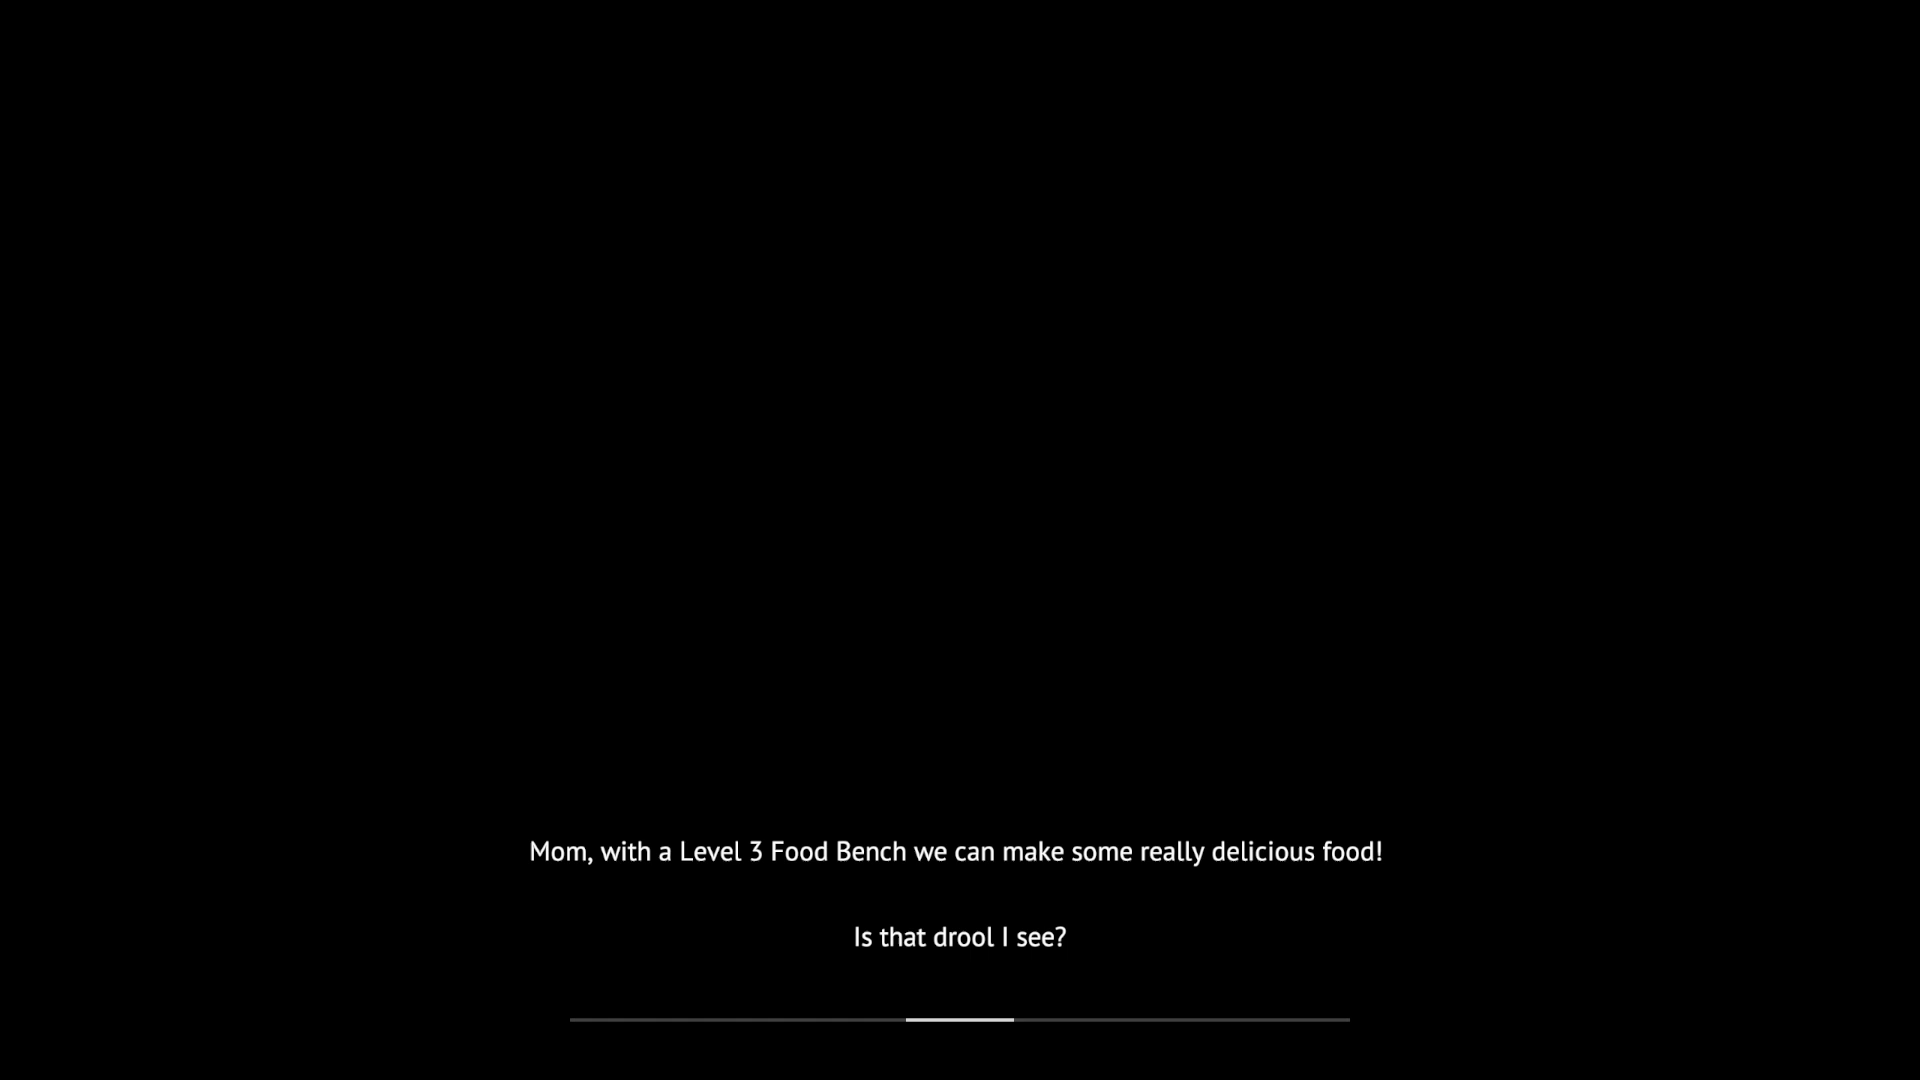 Mom, with a Level 3 Food Bench we can make some really delicious food!
Is that drool I see?